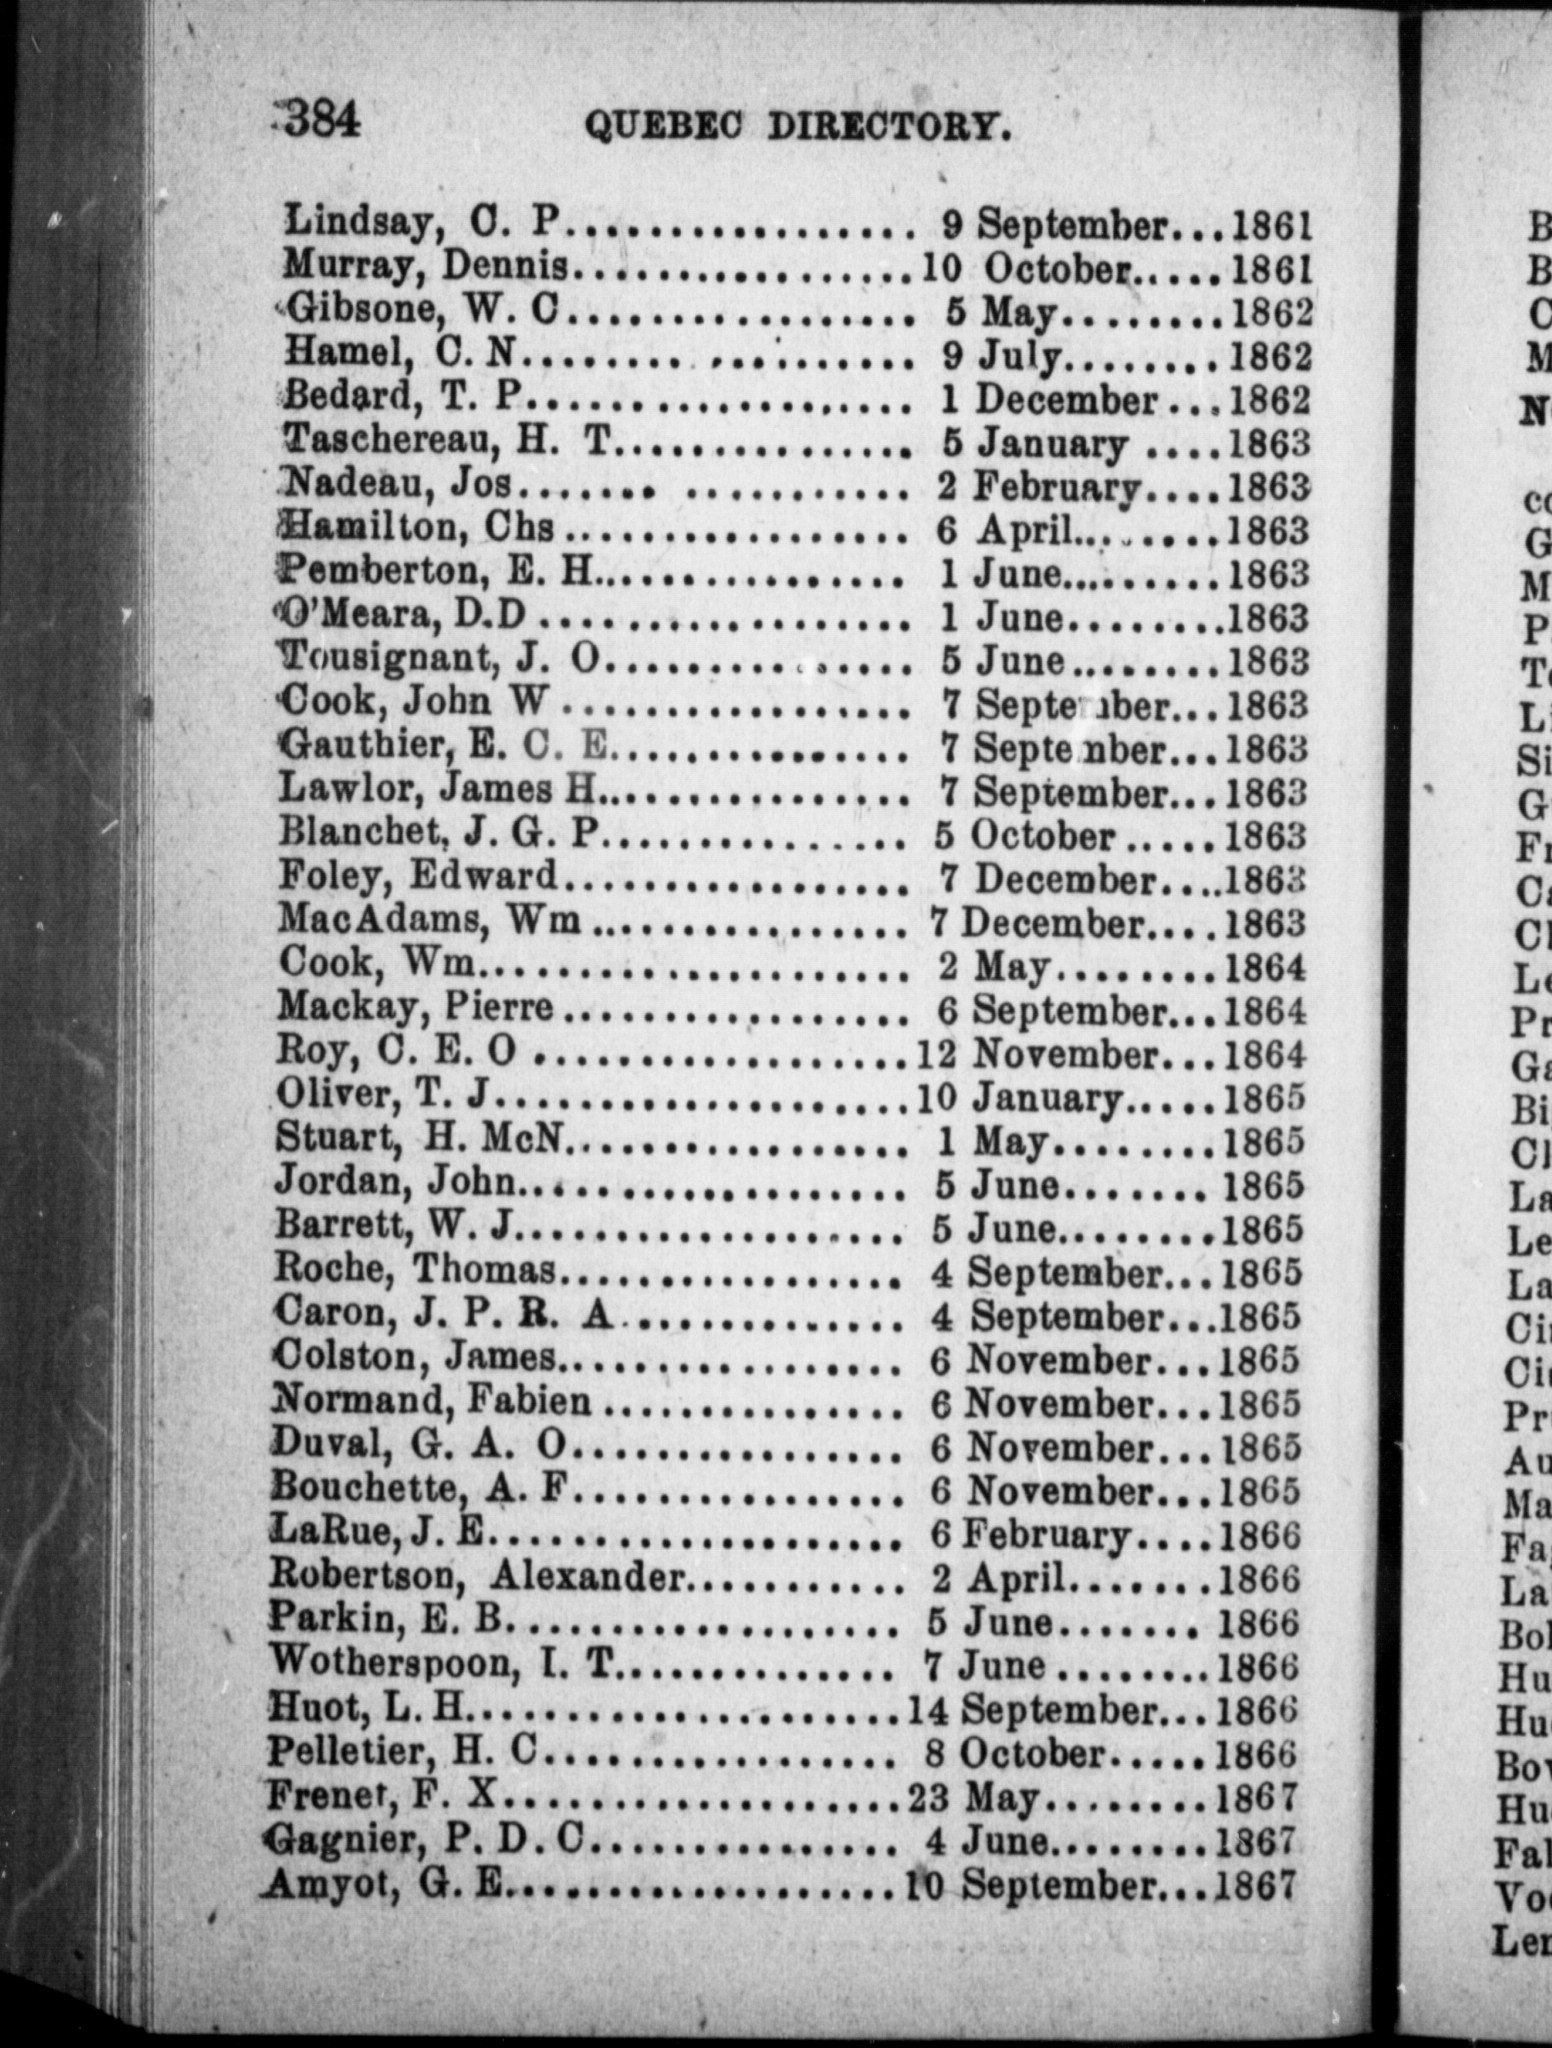 384 QUEBEC DIRECTORY.
Lindsay, C. P................. 9 September...1861
Murray, Dennis.................10 October.....1861
Gibsone, W. C................. 5 May........1862
Hamel, C. N................... 9 July........1862
Bedard, T. P................... 1 December...1862
Taschereau, H. T............... 5 January ....1863
Nadeau, Jos................... 2 February....1863
Hamilton, Chs................. 6 April........1863
Pemberton, E. H............... 1 June.........1863
O'Meara, D.D ................. 1 June........1863
Tousignant, J. O............... 5 June........1863
Cook, John W ................. 7 September...1863
Gauthier, E. C. E.............. 7 September...1863
Lawlor, James H............... 7 September...1863
Blanchet, J. G. P............... 5 October .....1863
Foley, Edward................. 7 December....1863
MacAdams, Wm ............... 7 December....1863
Cook, Wm.................... 2 May........1864
Mackay, Pierre ................ 6 September...1864
Roy, C. E. O ..................12 November...1864
Oliver, T. J....................10 January.....1865
Stuart, H. McN................ 1 May........1865
Jordan, John.................. 5 June....... 1865
Barrett, W. J................... 5 June........1865
Roche, Thomas................. 4 September...1865
Caron, J. P. R. A.............. 4 September...1865
Colston, James................. 6 November...1865
Normand, Fabien ............... 6 November...1865
Duval, G. A. O................. 6 November...1865
Bouchette, A. F................ 6 November...1865
LaRue, J. E.................... 6 February....1866
Robertson, Alexander........... 2 April.......1866
Parkin, E. B................... 5 June....... 1866
Wotherspoon, I. T.............. 7 June ........1866
Huot, L. H.....................14 September...1866
Pelletier, H. C................. 8 October.....1866
Frenet, F. X...................23 May........1867
Gagnier, P. D. C............... 4 June........1867
Amyot, G. E...................10 September...1867